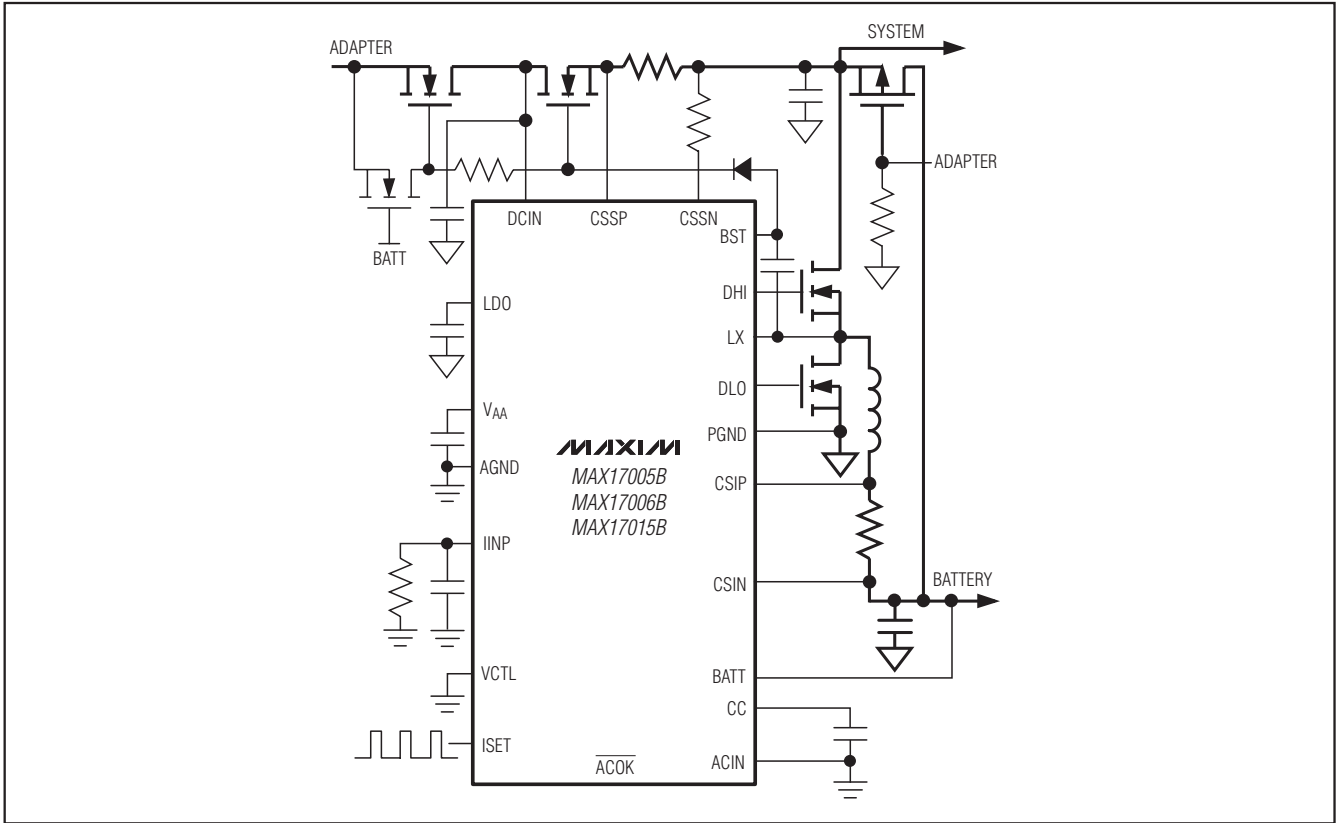 SYSTEM
ADAPTER
ADAPTER
BATT
DCIN
CSSP
CSSN
BST
DHI
LX
DLO
PGND
CSIP
CSIN
BATTERY
BATT
CC
ACIN
LDO
VAA
AGND
IINP
VCTL
ISET
ACOK
MAXIM
MAX17005B
MAX17006B
MAX17015B